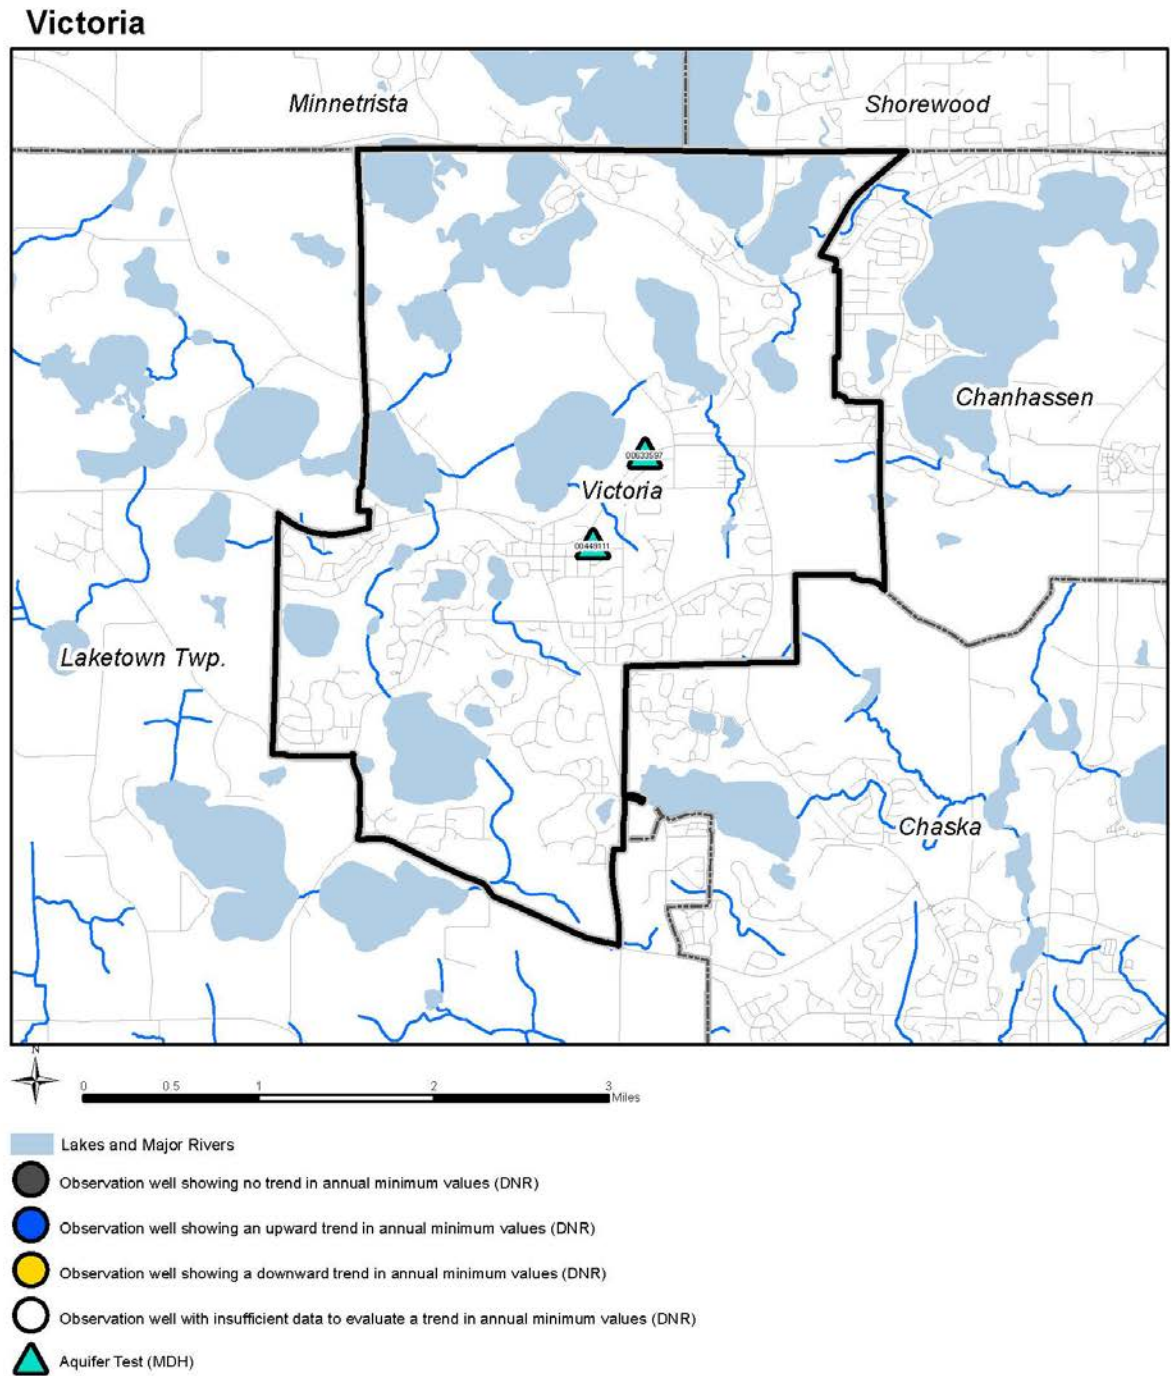 Victoria
Minnetrista
Shorewood
Chanhassen
00633597
Victoria
00449111
Laketown Twp.
Chaska
N
0 0.5 1 2 3
Miles
Lakes and Major Rivers
Observation well showing no trend in annual minimum values (DNR)
Observation well showing an upward trend in annual minimum values (DNR)
Observation well showing a downward trend in annual minimum values (DNR)
Observation well with insufficient data to evaluate a trend in annual minimum values (DNR)
Aquifer Test (MDH)